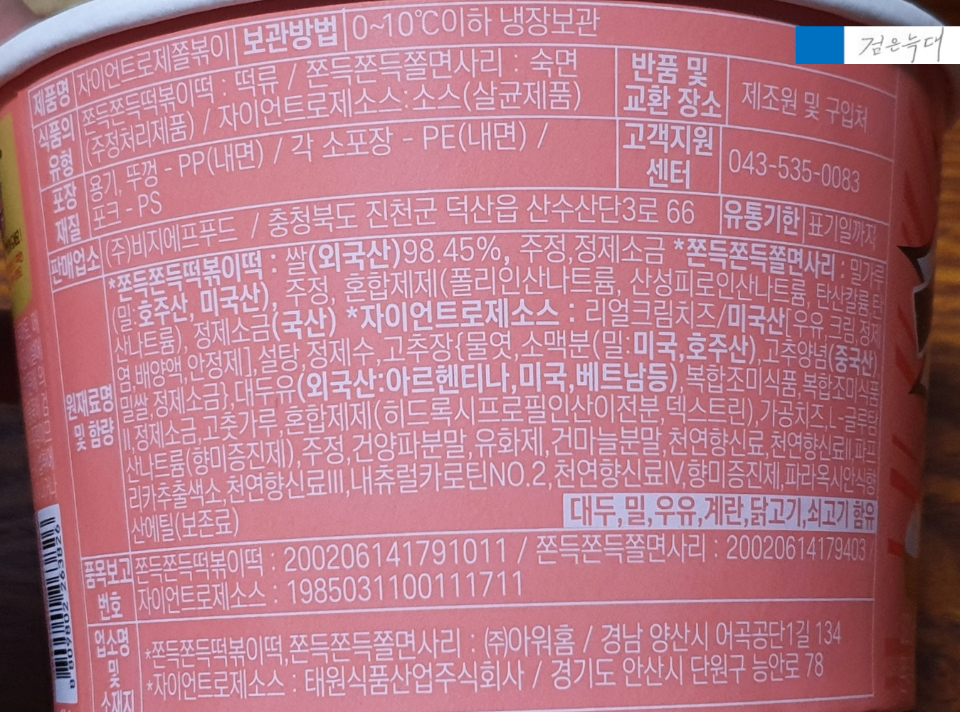 검은늑대
제품명 자이언트로제쫄볶이 보관방법 0~10℃이하 냉장보관
식품의 유형 쫀득쫀득떡볶이떡 : 떡류 / 쫀득쫀득쫄면사리 : 숙면
(주정처리제품) / 자이언트로제소스:소스(살균제품)
반품 및 교환 장소 제조원 및 구입처
포장 재질 용기, 뚜껑 - PP(내면) / 각 소포장 - PE(내면) /
포크 - PS
고객지원 센터 043-535-0083
판매업소 (주)비지에프푸드 / 충청북도 진천군 덕산읍 산수산단3로 66 유통기한 표기일까지
원재료명 및 함량
*쫀득쫀득떡볶이떡 : 쌀(외국산)98.45%, 주정,정제소금 *쫀득쫀득쫄면사리 : 밀가루
(밀:호주산, 미국산), 주정, 혼합제제(폴리인산나트륨, 산성피로인산나트륨, 탄산칼륨, 탄
산나트륨), 정제소금(국산) *자이언트로제소스 : 리얼크림치즈/미국산[우유,크림,정제
염,배양액,안정제], 설탕,정제수,고추장{물엿,소맥분(밀:미국,호주산),고추양념(중국산)
밀쌀,정제소금},대두유(외국산:아르헨티나,미국,베트남등),복합조미식품,복합조미식품
II,정제소금,고춧가루,혼합제제(히드록시프로필인산이전분,덱스트린),가공치즈,L-글루탐
산나트륨(향미증진제),주정,건양파분말,유화제,건마늘분말,천연향신료,천연향신료II,파프
리카추출색소,천연향신료III,내츄럴카로틴NO.2,천연향신료IV,향미증진제,파라옥시안식향
산에틸(보존료)
대두,밀,우유,계란,닭고기,쇠고기 함유
품목보고 번호 쫀득쫀득떡볶이떡 : 200206141791011 / 쫀득쫀득쫄면사리 : 20020614179403
자이언트로제소스 : 19850311001117​11
업소명 및 소재지
*쫀득쫀득떡볶이떡,쫀득쫀득쫄면사리 : (주)아워홈 / 경남 양산시 어곡공단1길 134
*자이언트로제소스 : 태원식품산업주식회사 / 경기도 안산시 단원구 능안로 78